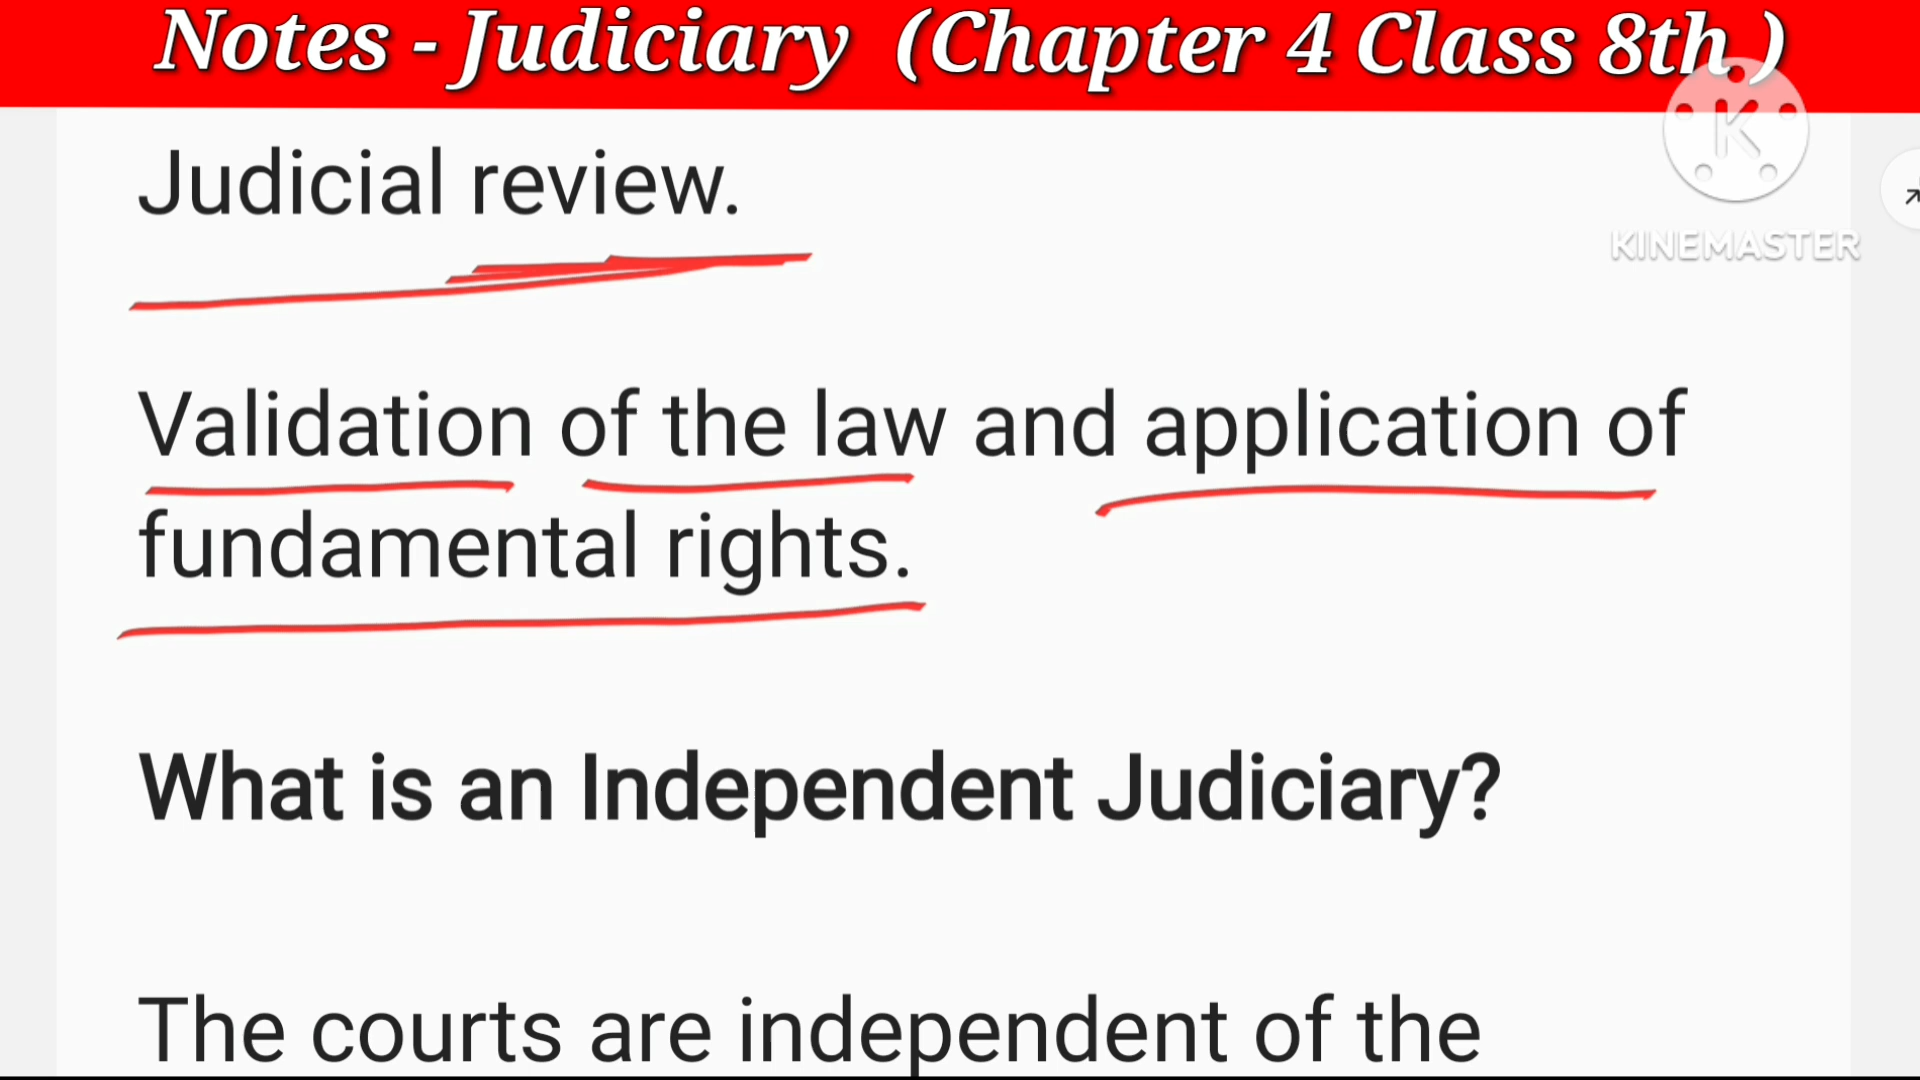 Notes - Judiciary (Chapter 4 Class 8th )
K
KINEMASTER
Judicial review.
Validation of the law and application of
fundamental rights.
What is an Independent Judiciary?
The courts are independent of the